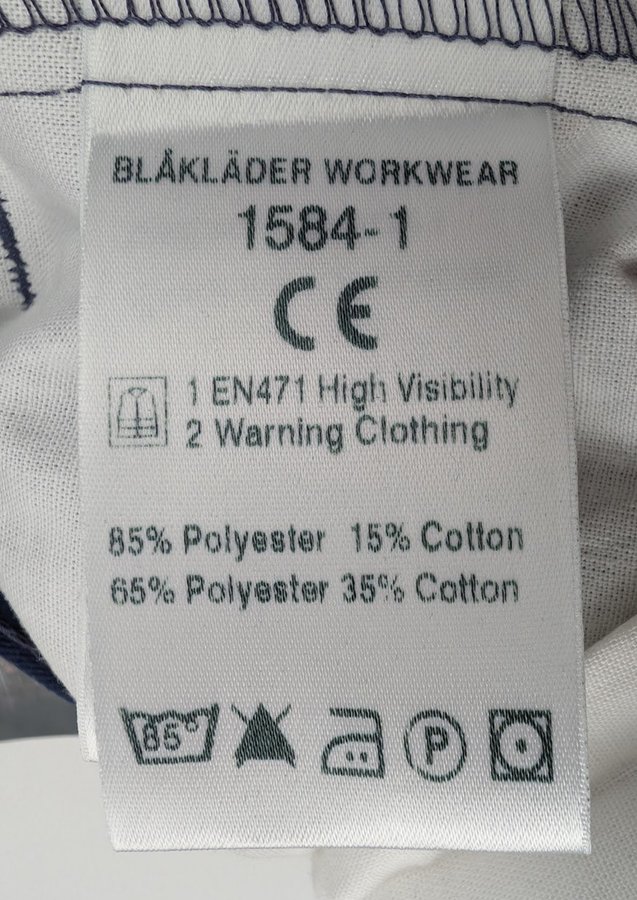 BLÅKLÄDER WORKWEAR
1584-1
CE
1 EN471 High Visibility
2 Warning Clothing
85% Polyester 15% Cotton
65% Polyester 35% Cotton
85° P